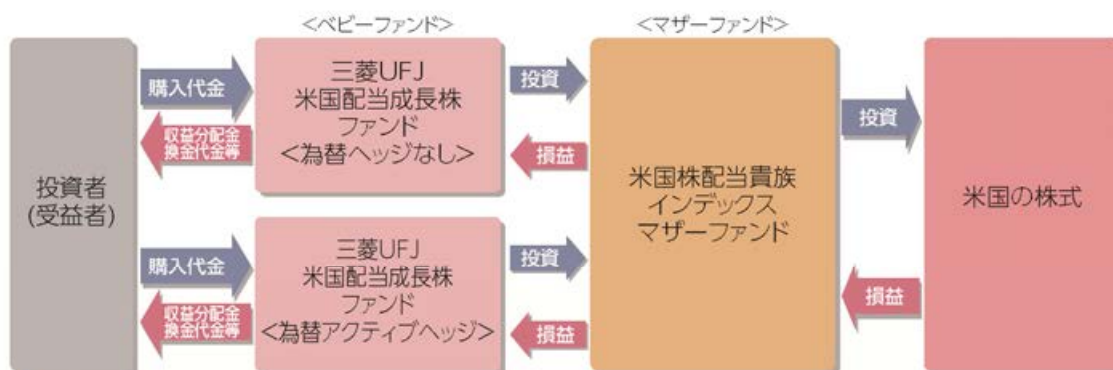 <ベビーファンド>
<マザーファンド>
投資者
(受益者)
購入代金
収益分配金
換金代金等
三菱UFJ
米国配当成長株
ファンド
<為替ヘッジなし>
投資
損益
購入代金
収益分配金
換金代金等
三菱UFJ
米国配当成長株
ファンド
<為替アクティブヘッジ>
投資
損益
米国株配当貴族
インデックス
マザーファンド
投資
損益
米国の株式